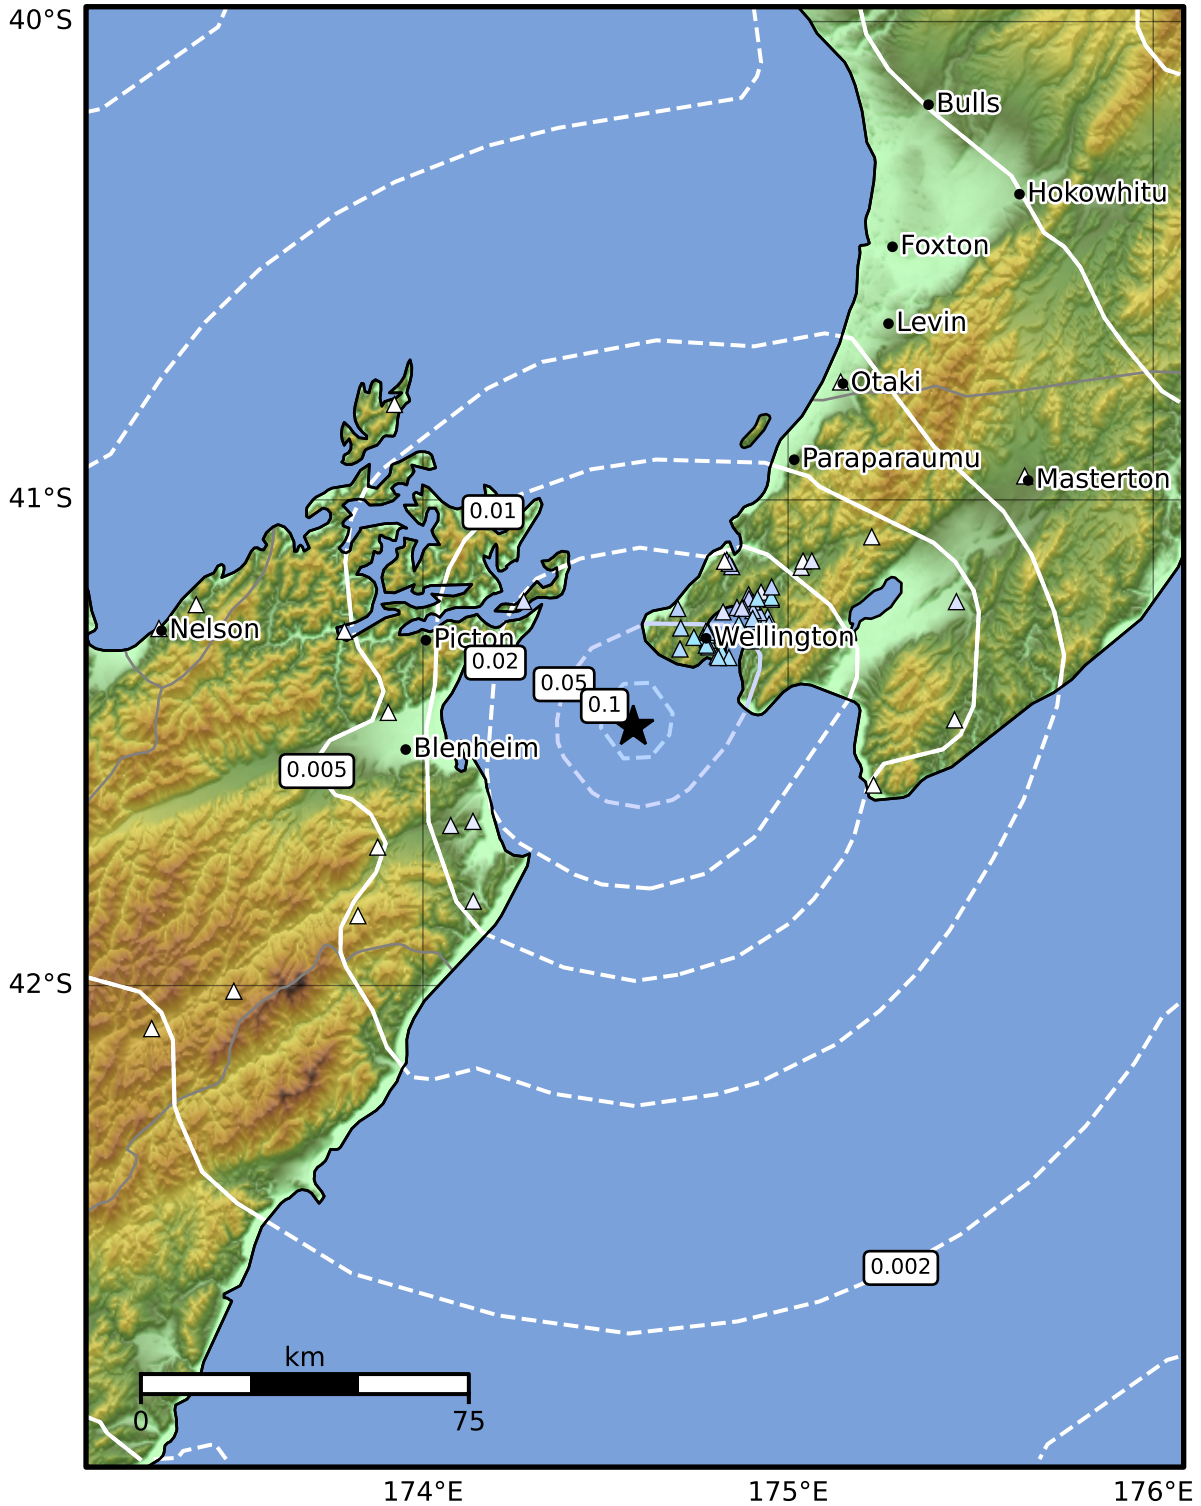 40°S
Bulls
Hokowhitu
Foxton
Levin
Otaki
Paraparaumu
Masterton
41°S
0.01
Nelson
Picton
Wellington
0.02
0.05
0.1
Blenheim
0.005
42°S
0.002
km
0 75
174°E 175°E 176°E